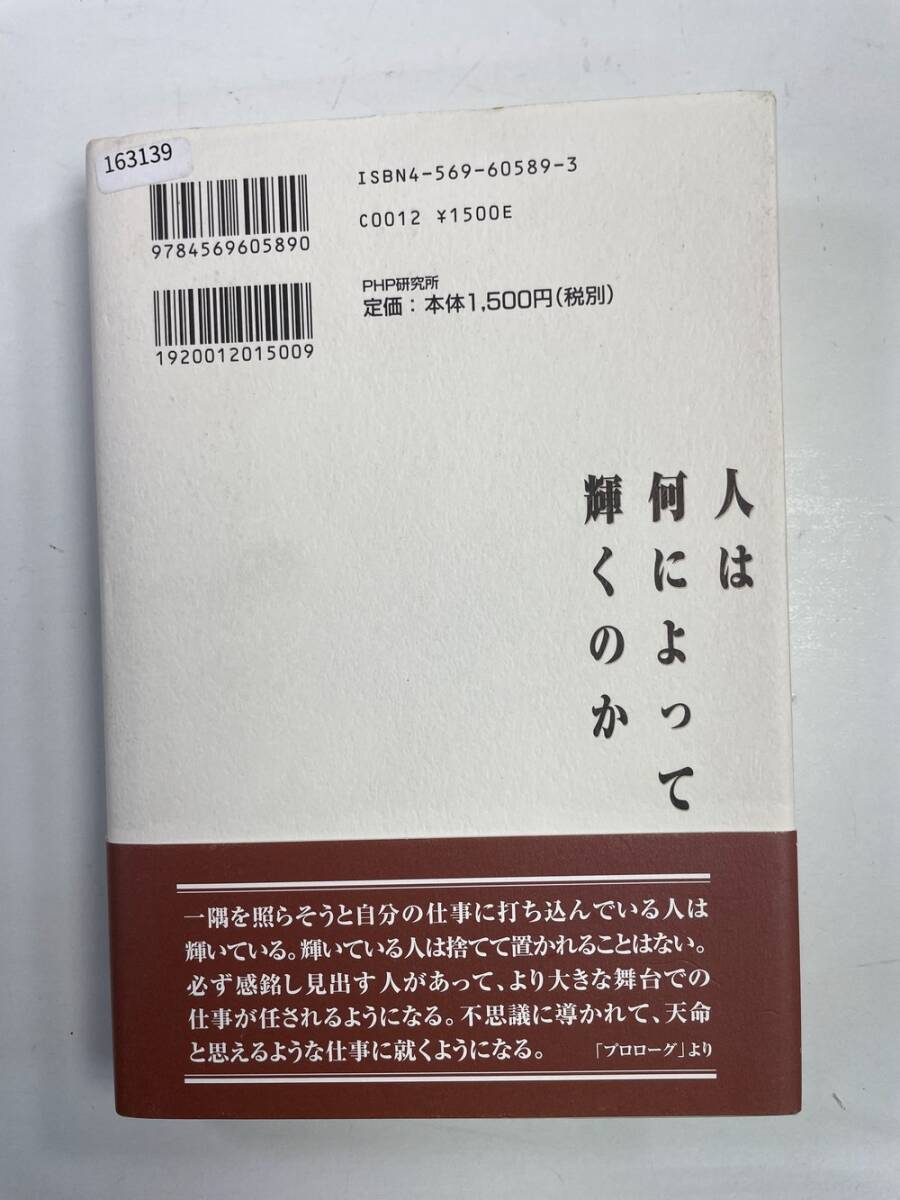 163139
ISBN4-569-60589-3
C0012 ¥1500E
9784569605890
PHP研究所
定価：本体1,500円(税別)
1920012015009
人は
何によって
輝くのか
一隅を照らそうと自分の仕事に打ち込んでいる人は
輝いている。輝いている人は捨てて置かれることはない。
必ず感銘し見出す人があって、より大きな舞台での
仕事が任されるようになる。不思議に導かれて、天命
と思えるような仕事に就くようになる。 「プロローグ」より